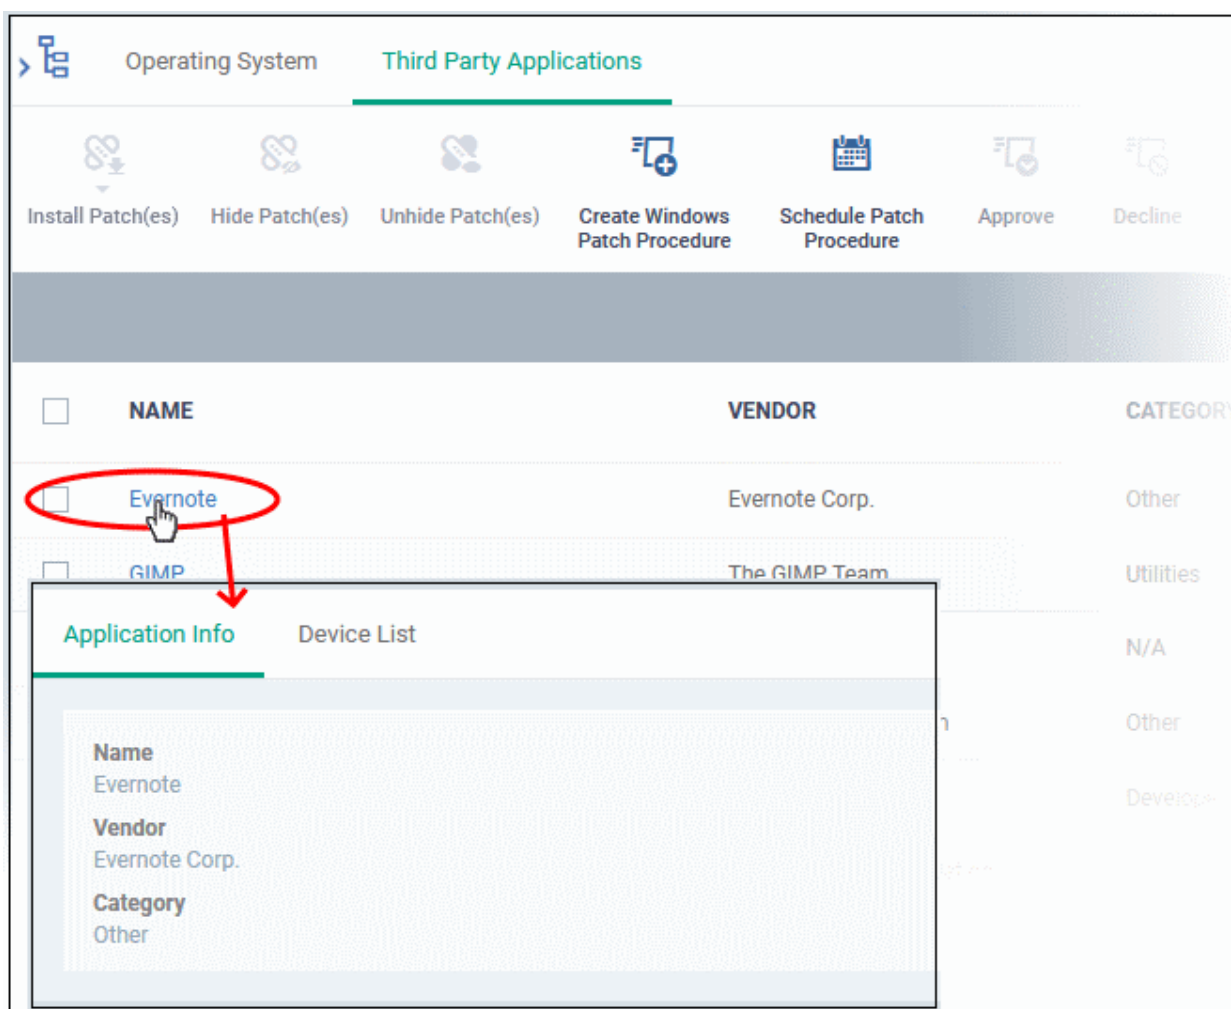 Operating System
Third Party Applications
Install Patch(es)
Hide Patch(es)
Unhide Patch(es)
Create Windows
Patch Procedure
Schedule Patch
Procedure
Approve
Decline
NAME
VENDOR
CATEGORY
Evernote
Evernote Corp.
Other
GIMP
The GIMP Team
Utilities
Application Info
Device List
N/A
Other
Name
Evernote
Vendor
Evernote Corp.
Category
Other